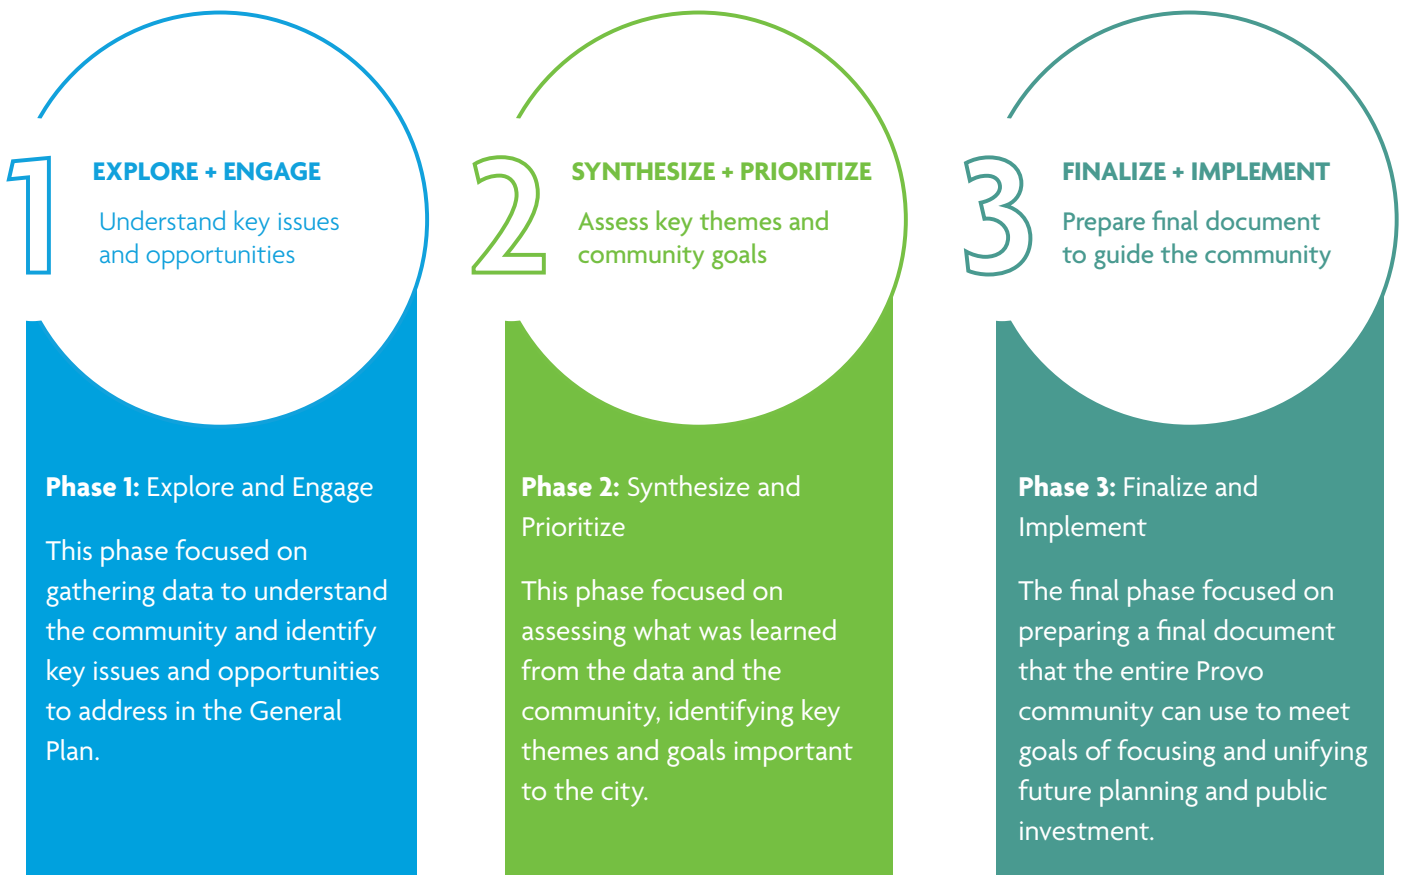 1
EXPLORE + ENGAGE
Understand key issues
and opportunities
Phase 1: Explore and Engage
This phase focused on
gathering data to understand
the community and identify
key issues and opportunities
to address in the General
Plan.
2
SYNTHESIZE + PRIORITIZE
Assess key themes and
community goals
Phase 2: Synthesize and
Prioritize
This phase focused on
assessing what was learned
from the data and the
community, identifying key
themes and goals important
to the city.
3
FINALIZE + IMPLEMENT
Prepare final document
to guide the community
Phase 3: Finalize and
Implement
The final phase focused on
preparing a final document
that the entire Provo
community can use to meet
goals of focusing and unifying
future planning and public
investment.